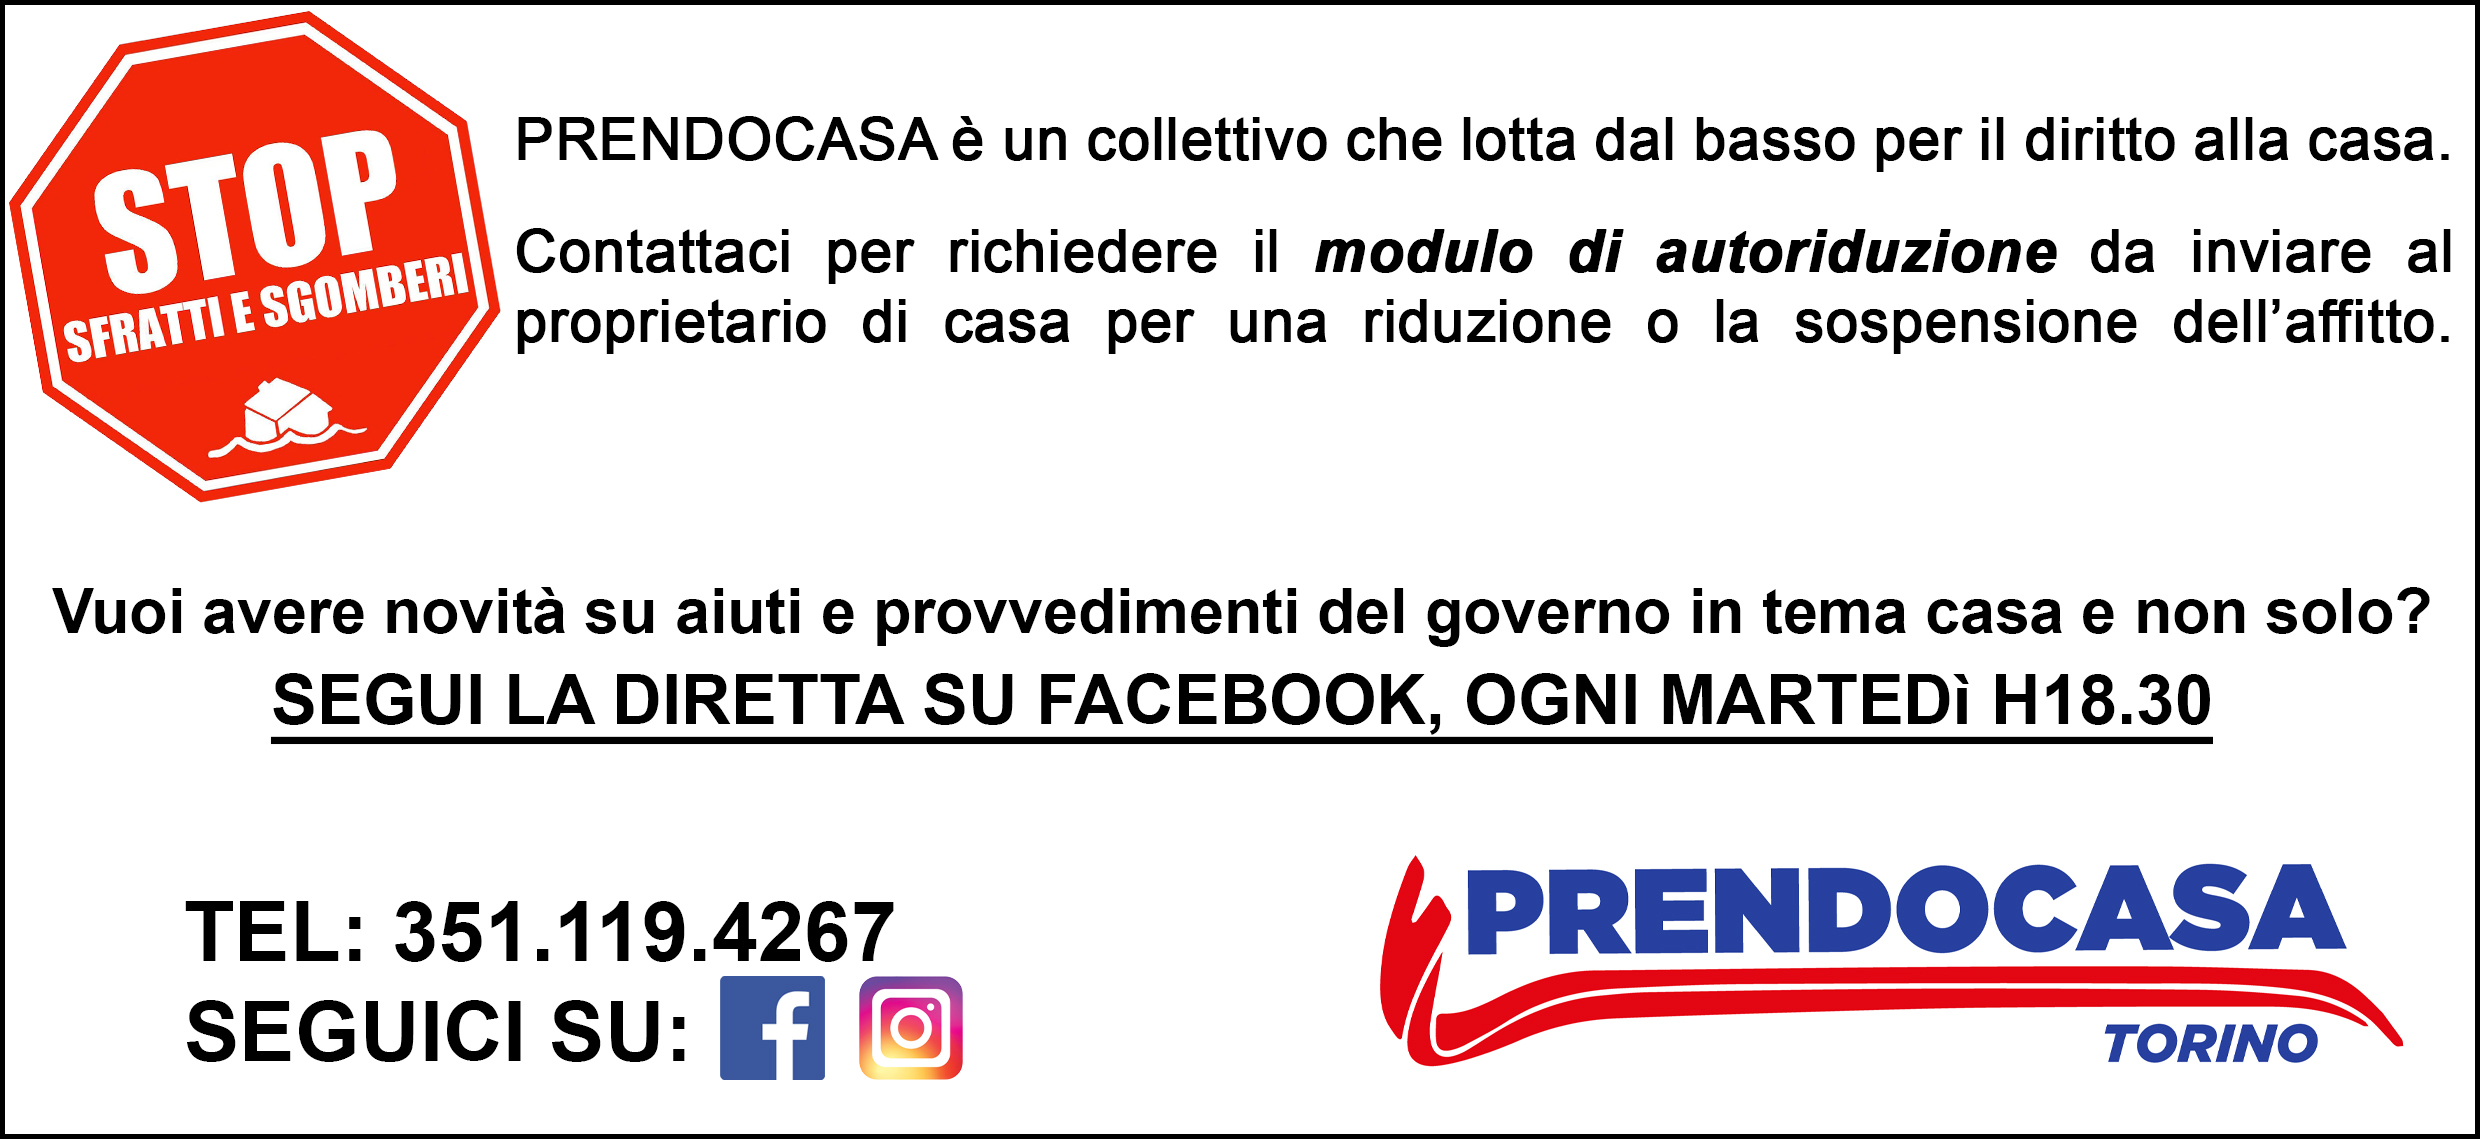 STOP
SFRATTI E SGOMBERI
PRENDOCASA è un collettivo che lotta dal basso per il diritto alla casa.
Contattaci per richiedere il modulo di autoriduzione da inviare al
proprietario di casa per una riduzione o la sospensione dell’affitto.
Vuoi avere novità su aiuti e provvedimenti del governo in tema casa e non solo?
SEGUI LA DIRETTA SU FACEBOOK, OGNI MARTEDì H18.30
TEL: 351.119.4267
SEGUICI SU:
PRENDOCASA
TORINO